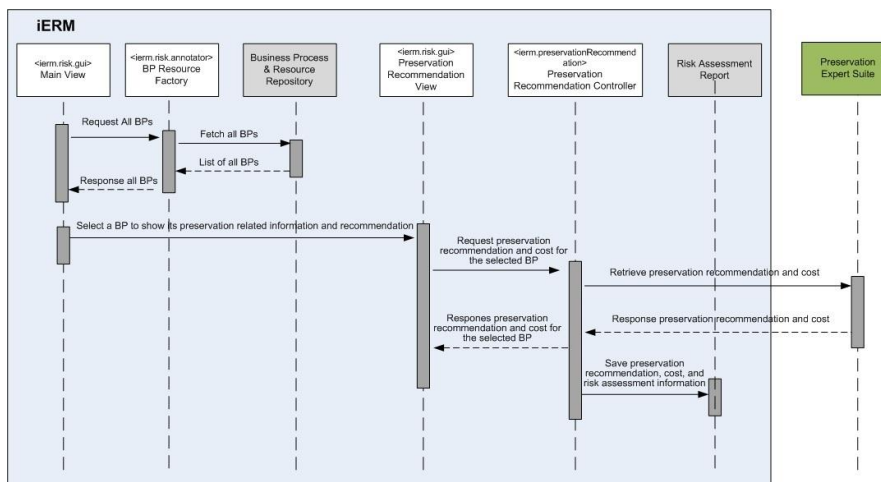 iERM
<ierm.risk.gui>
Main View
<ierm.risk.annotator>
BP Resource
Factory
Business Process
& Resource
Repository
<ierm.risk.gui>
Preservation
Recommendation
View
<ierm.preservationRecommend
ation>
Preservation
Recommendation Controller
Risk Assessment
Report
Preservation
Expert Suite
Request All BPs
Fetch all BPs
List of all BPs
Response all BPs
Select a BP to show its preservation related information and recommendation
Request preservation
recommendation and cost for
the selected BP
Retrieve preservation recommendation and cost
Response preservation recommendation and cost
Respones preservation
recommendation and cost for
the selected BP
Save preservation
recommendation, cost, and
risk assessment information